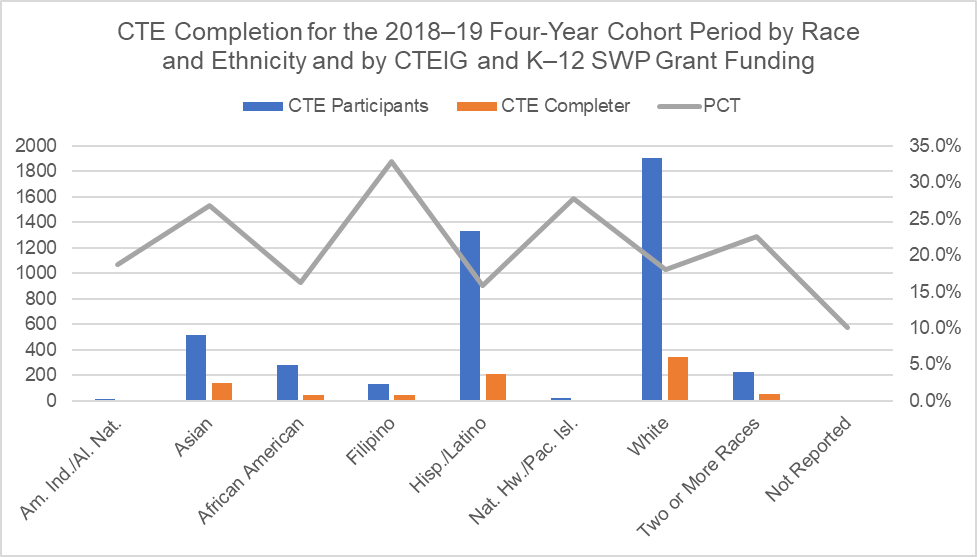 CTE Completion for the 2018–19 Four-Year Cohort Period by Race
and Ethnicity and by CTEIG and K–12 SWP Grant Funding
CTE Participants CTE Completer PCT
2000 35.0%
1800 30.0%
1600 25.0%
1400 20.0%
1200 15.0%
1000 10.0%
800 5.0%
600 0.0%
400
200
0
Am. Ind./Al. Nat.
Asian
African American
Filipino
Hisp./Latino
Nat. Hw./Pac. Isl.
White
Two or More Races
Not Reported